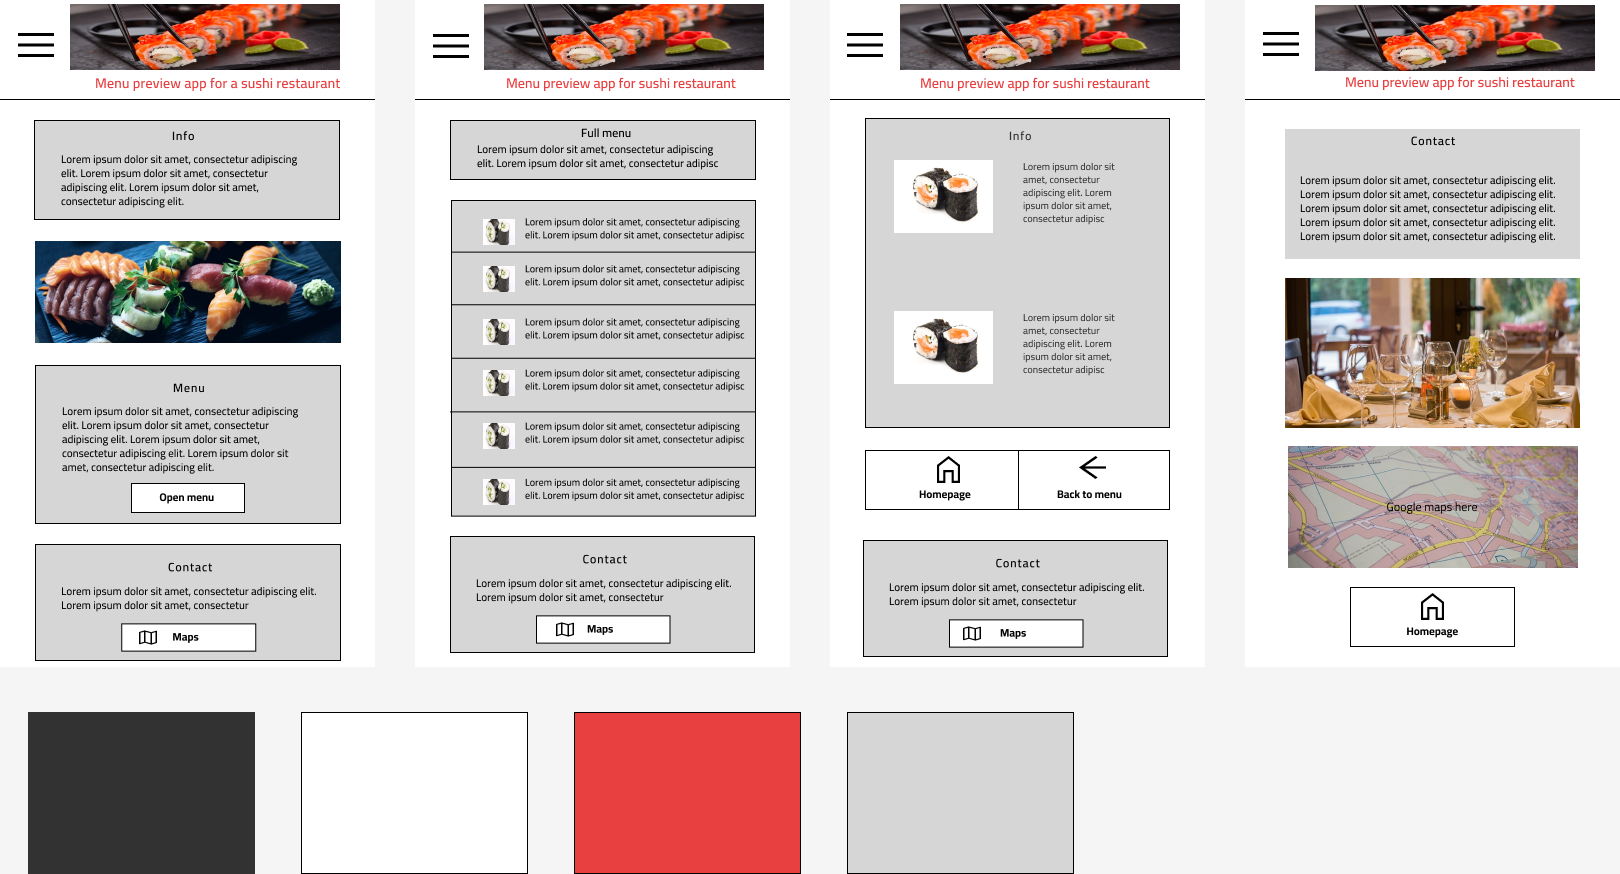 Menu preview app for a sushi restaurant
Info
Lorem ipsum dolor sit amet, consectetur adipiscing
elit. Lorem ipsum dolor sit amet, consectetur
adipiscing elit. Lorem ipsum dolor sit amet,
consectetur adipiscing elit.
Menu
Lorem ipsum dolor sit amet, consectetur adipiscing
elit. Lorem ipsum dolor sit amet, consectetur
adipiscing elit. Lorem ipsum dolor sit amet,
consectetur adipiscing elit. Lorem ipsum dolor sit
amet, consectetur adipiscing elit.
Open menu
Contact
Lorem ipsum dolor sit amet, consectetur adipiscing elit.
Lorem ipsum dolor sit amet, consectetur
Maps
Menu preview app for sushi restaurant
Full menu
Lorem ipsum dolor sit amet, consectetur adipiscing
elit. Lorem ipsum dolor sit amet, consectetur adipisc
Lorem ipsum dolor sit amet, consectetur adipiscing
elit. Lorem ipsum dolor sit amet, consectetur adipisc
Lorem ipsum dolor sit amet, consectetur adipiscing
elit. Lorem ipsum dolor sit amet, consectetur adipisc
Lorem ipsum dolor sit amet, consectetur adipiscing
elit. Lorem ipsum dolor sit amet, consectetur adipisc
Lorem ipsum dolor sit amet, consectetur adipiscing
elit. Lorem ipsum dolor sit amet, consectetur adipisc
Lorem ipsum dolor sit amet, consectetur adipiscing
elit. Lorem ipsum dolor sit amet, consectetur adipisc
Lorem ipsum dolor sit amet, consectetur adipiscing
elit. Lorem ipsum dolor sit amet, consectetur adipisc
Contact
Lorem ipsum dolor sit amet, consectetur adipiscing elit.
Lorem ipsum dolor sit amet, consectetur
Maps
Menu preview app for sushi restaurant
Info
Lorem ipsum dolor sit
amet, consectetur
adipiscing elit. Lorem
ipsum dolor sit amet,
consectetur adipisc
Lorem ipsum dolor sit
amet, consectetur
adipiscing elit. Lorem
ipsum dolor sit amet,
consectetur adipisc
Homepage
Back to menu
Contact
Lorem ipsum dolor sit amet, consectetur adipiscing elit.
Lorem ipsum dolor sit amet, consectetur
Maps
Menu preview app for sushi restaurant
Contact
Lorem ipsum dolor sit amet, consectetur adipiscing elit.
Lorem ipsum dolor sit amet, consectetur adipiscing elit.
Lorem ipsum dolor sit amet, consectetur adipiscing elit.
Lorem ipsum dolor sit amet, consectetur adipiscing elit.
Lorem ipsum dolor sit amet, consectetur adipiscing elit.
Google maps here
Homepage